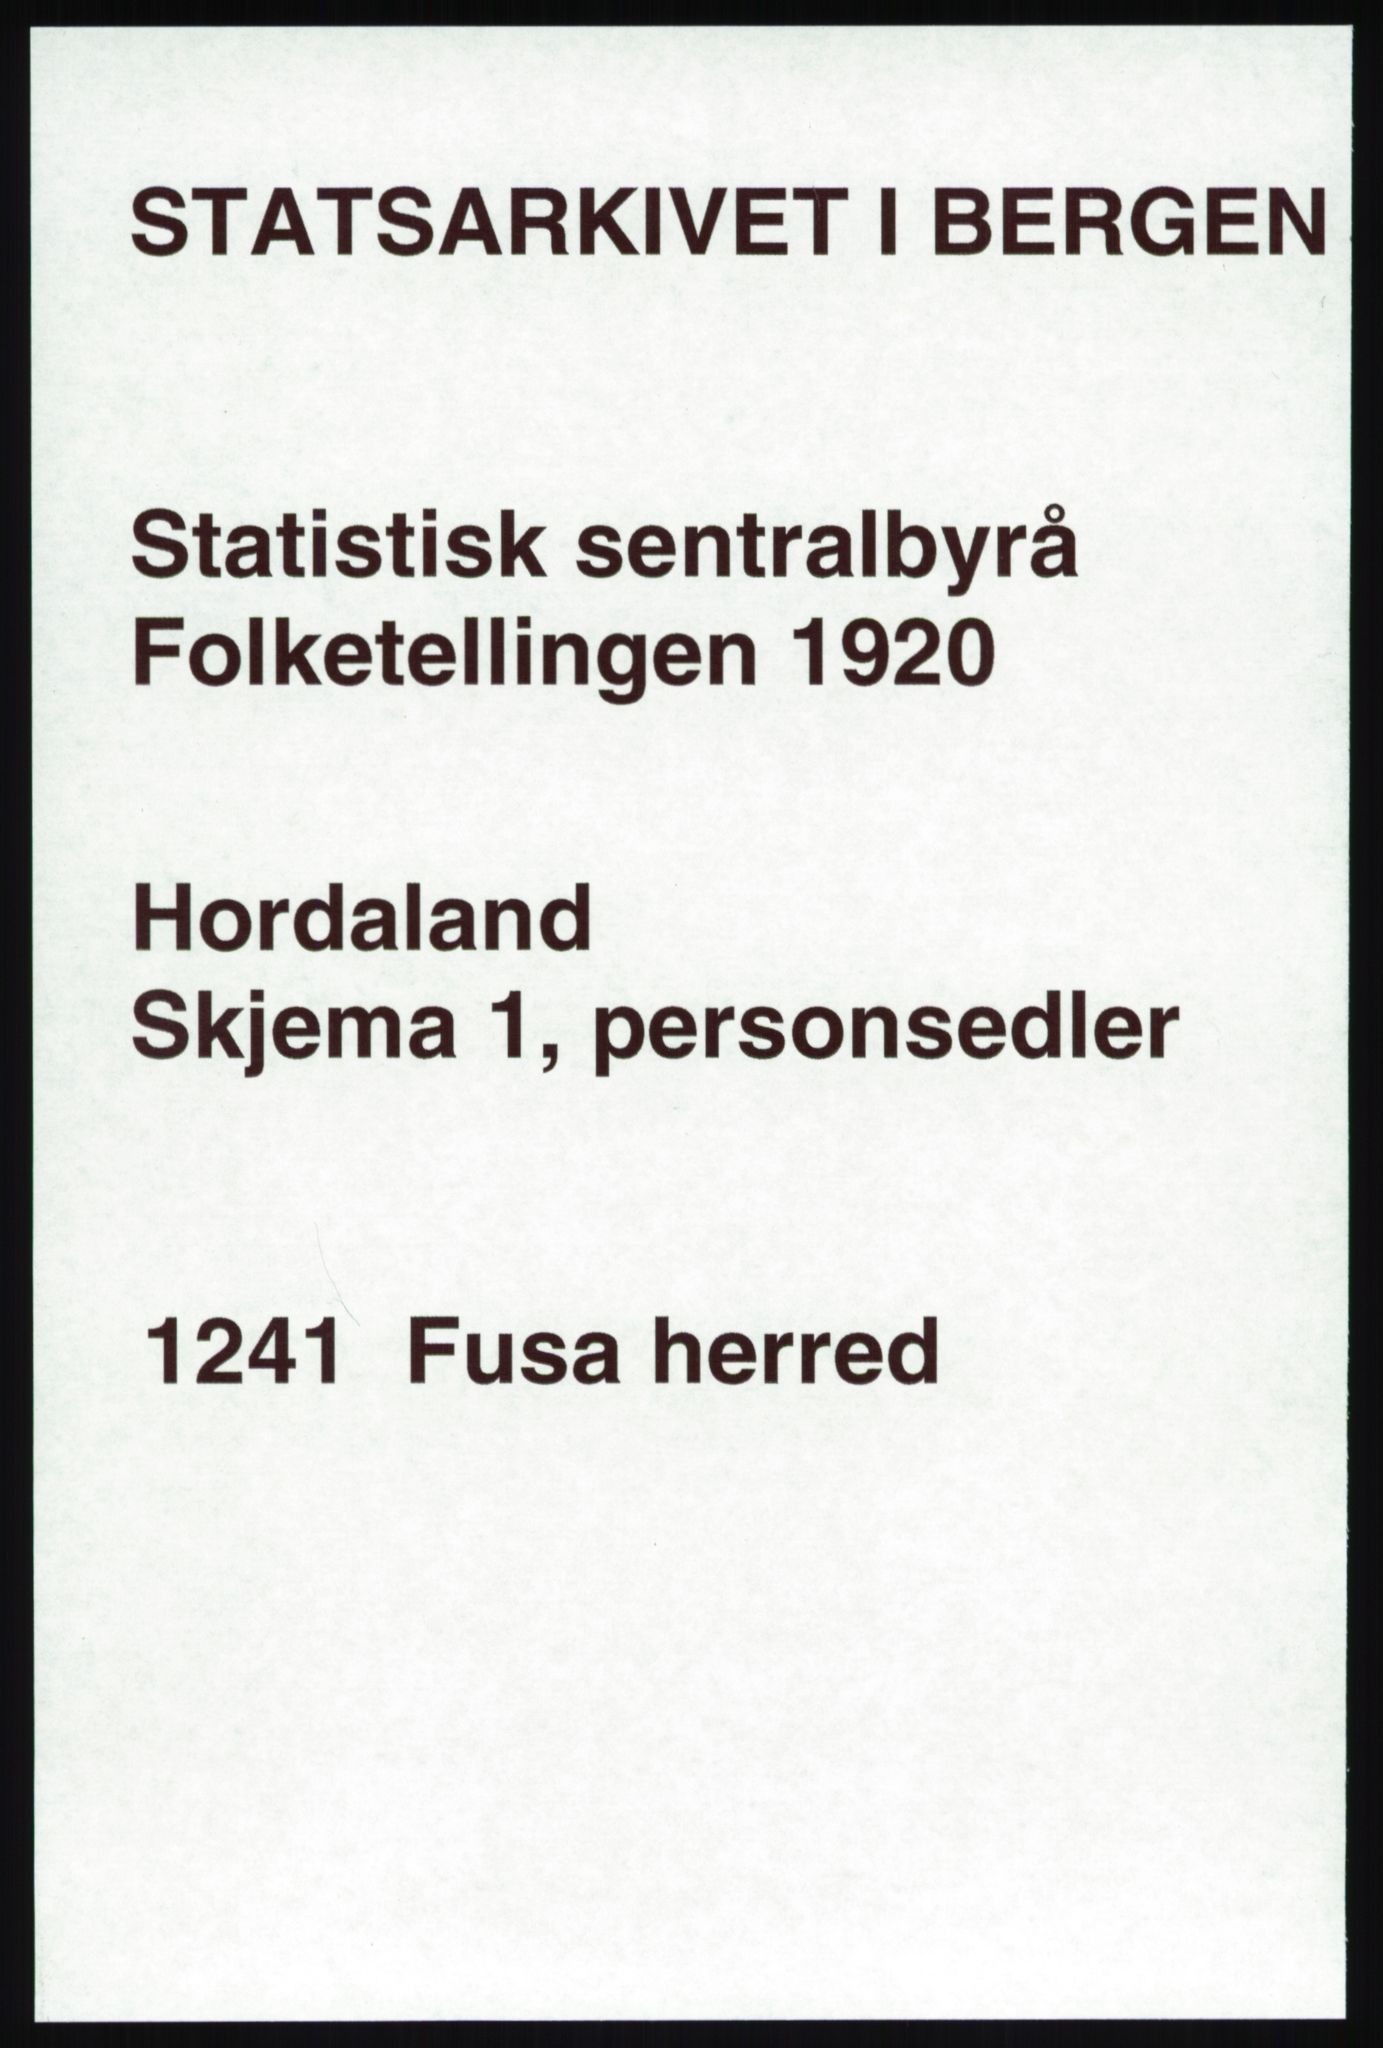 STATSARKIVET I BERGEN
Statistisk sentralbyrå
Folketellingen 1920
Hordaland
Skjema 1, personsedler
1241 Fusa herred